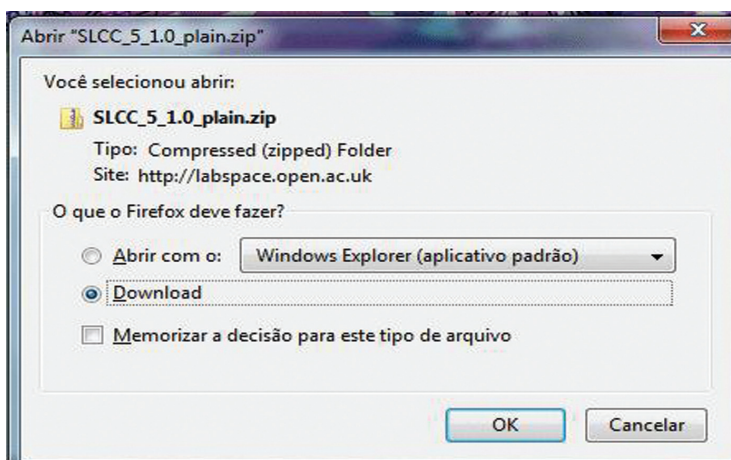 Abrir "SLCC_5_1.0_plain.zip"
Você selecionou abrir:
SLCC_5_1.0_plain.zip
Tipo: Compressed (zipped) Folder
Site: http://labspace.open.ac.uk
O que o Firefox deve fazer?
Abrir com o: Windows Explorer (aplicativo padrão)
Download
Memorizar a decisão para este tipo de arquivo
OK Cancelar